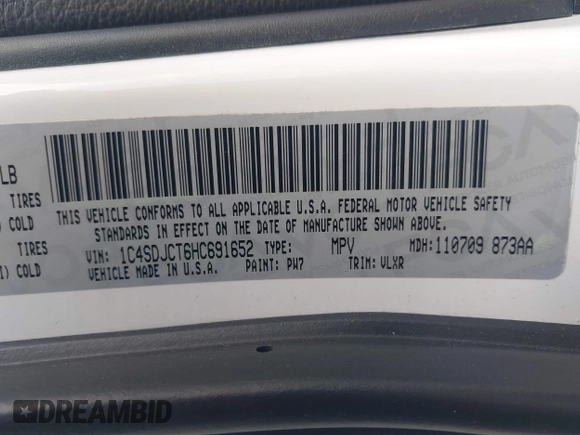 LB
TIRES
COLD
TIRES
COLD
THIS VEHICLE CONFORMS TO ALL APPLICABLE U.S.A. FEDERAL MOTOR VEHICLE SAFETY
STANDARDS IN EFFECT ON THE DATE OF MANUFACTURE SHOWN ABOVE.
VIN: 1C4SDJCT6HC691652 TYPE: MPV MDH: 110709 873AA
VEHICLE MADE IN U.S.A. PAINT: PW7 TRIM: VLXR
DREAMBID